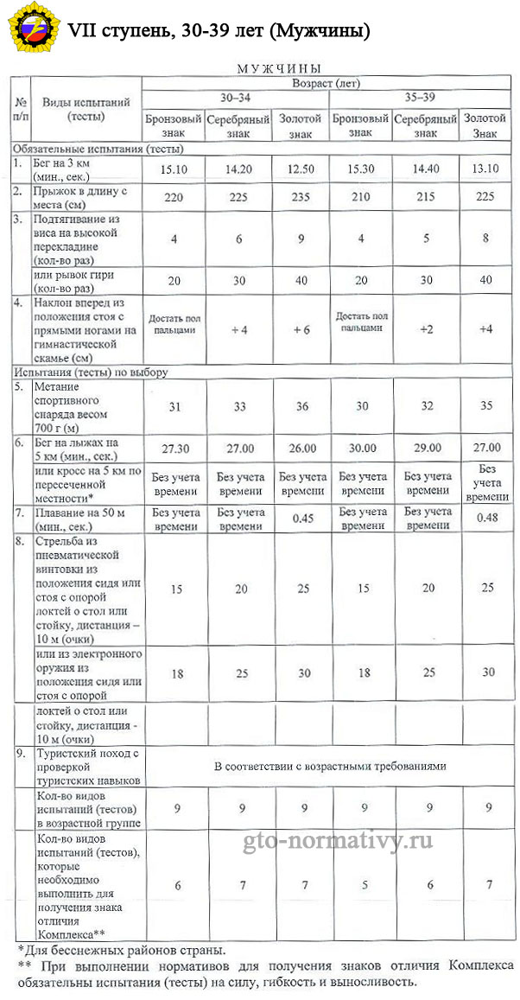 VII ступень, 30-39 лет (Мужчины)
МУЖЧИНЫ
№ п/п Виды испытаний (тесты) Возраст (лет)
30–34 35–39
Бронзовый знак Серебряный знак Золотой знак Бронзовый знак Серебряный знак Золотой Знак
Обязательные испытания (тесты)
1. Бег на 3 км
(мин., сек.) 15.10 14.20 12.50 15.30 14.40 13.10
2. Прыжок в длину с
места (см) 220 225 235 210 215 225
3. Подтягивание из
виса на высокой
перекладине 4 6 9 4 5 8
(кол-во раз)
или рывок гири
(кол-во раз) 20 30 40 20 30 40
4. Наклон вперед из
положения стоя с
прямыми ногами на
гимнастической
скамье (см) Достать пол пальцами + 4 + 6 Достать пол пальцами +2 +4
Испытания (тесты) по выбору
5. Метание
спортивного
снаряда весом
700 г (м) 31 33 36 30 32 35
6. Бег на лыжах на
5 км (мин., сек.) 27.30 27.00 26.00 30.00 29.00 27.00
или кросс на 5 км по
пересеченной
местности* Без учета времени Без учета времени Без учета времени Без учета времени Без учета времени Без учета времени
7. Плавание на 50 м
(мин., сек.) Без учета времени Без учета времени 0.45 Без учета времени Без учета времени 0.48
8. Стрельба из
пневматической
винтовки из
положения сидя или
стоя с опорой
локтей о стол или
стойку, дистанция –
10 м (очки) 15 20 25 15 20 25
или из электронного
оружия из
положения сидя или
стоя с опорой 18 25 30 18 25 30
локтей о стол или
стойку, дистанция -
10 м (очки)
9. Туристский поход с
проверкой
туристских навыков В соответствии с возрастными требованиями
Кол-во видов
испытаний (тестов)
в возрастной группе 9 9 9 9 9 9
gto-normativy.ru
Кол-во видов
испытаний (тестов),
которые
необходимо
выполнить для
получения знака
отличия
Комплекса** 6 7 7 5 6 7
*Для бесснежных районов страны.
** При выполнении нормативов для получения знаков отличия Комплекса
обязательны испытания (тесты) на силу, гибкость и выносливость.